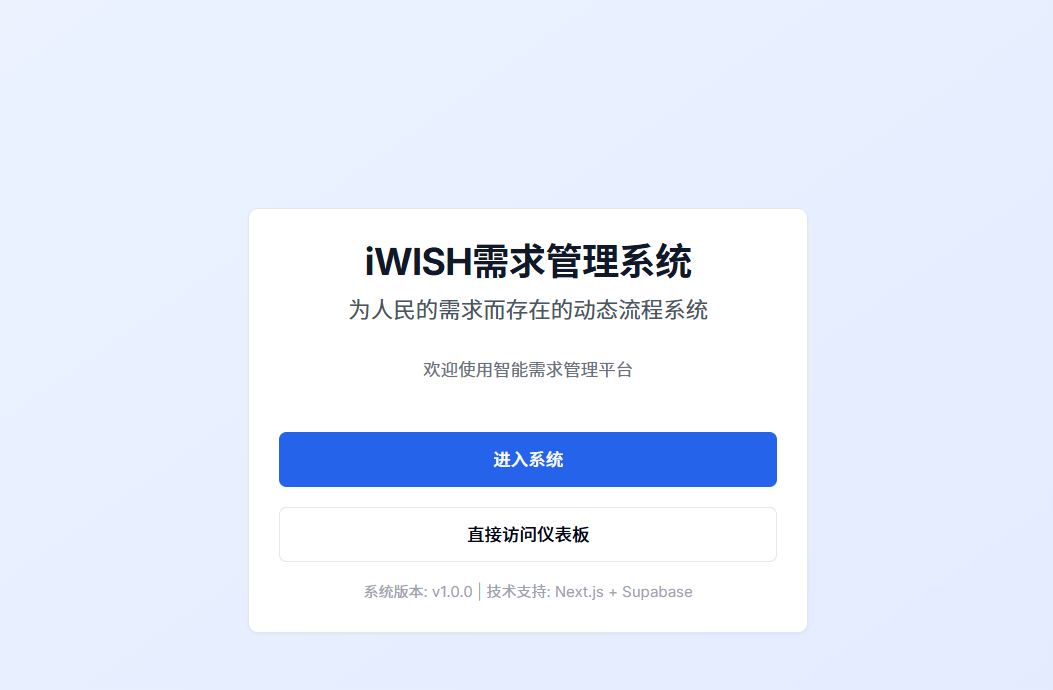 iWISH需求管理系统
为人民的需求而存在的动态流程系统
欢迎使用智能需求管理平台
进入系统
直接访问仪表板
系统版本: v1.0.0 | 技术支持: Next.js + Supabase